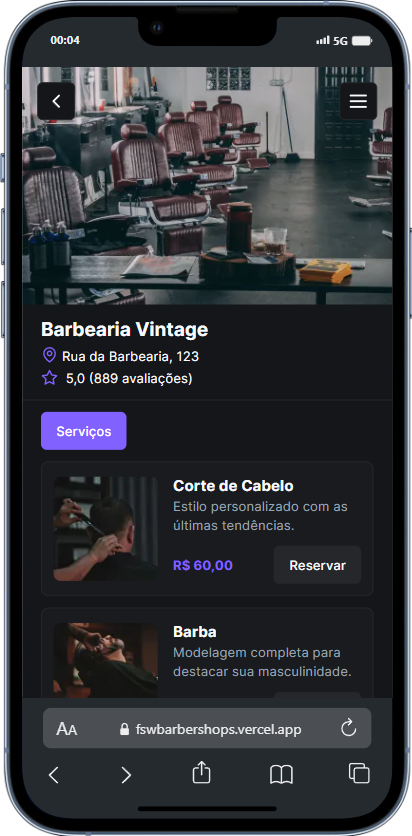 00:04
5G
Barbearia Vintage
Rua da Barbearia, 123
5,0 (889 avaliações)
Serviços
Corte de Cabelo
Estilo personalizado com as
últimas tendências.
R$ 60,00
Reservar
Barba
Modelagem completa para
destacar sua masculinidade.
AA
fswbarbershops.vercel.app